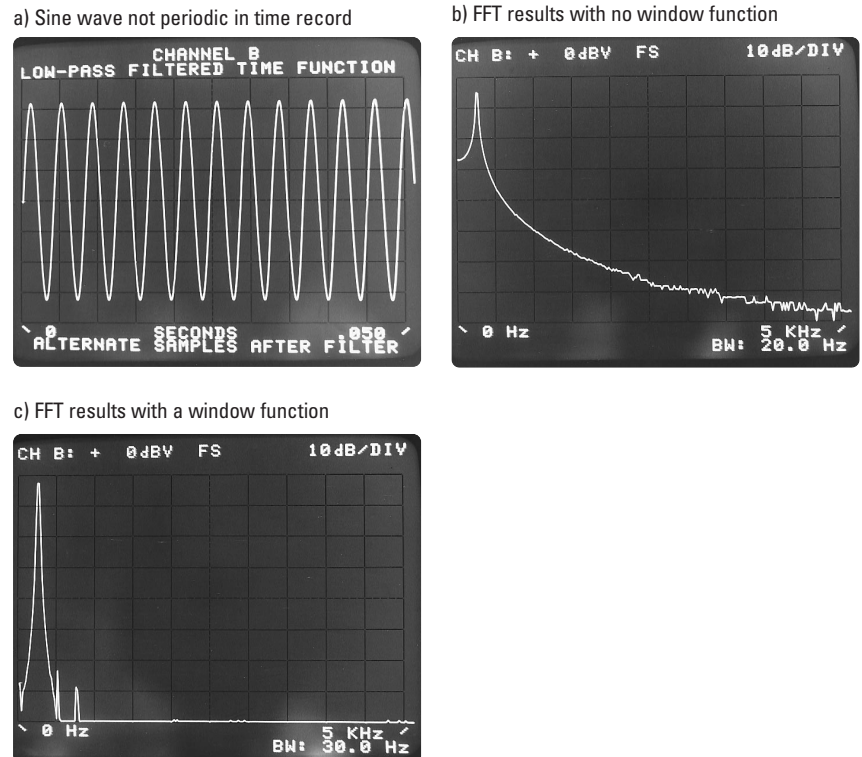 a) Sine wave not periodic in time record
CHANNEL B
LOW-PASS FILTERED TIME FUNCTION
0 SECONDS .050
ALTERNATE SAMPLES AFTER FILTER
b) FFT results with no window function
CH B: + 0dBV FS 10dB/DIV
0 Hz 5 KHz
BW: 20.0 Hz
c) FFT results with a window function
CH B: + 0dBV FS 10dB/DIV
0 Hz 5 KHz
BW: 30.0 Hz